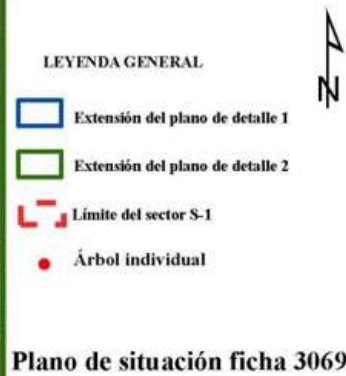 LEYENDA GENERAL
N
Extensión del plano de detalle 1
Extensión del plano de detalle 2
Límite del sector S-1
Árbol individual
Plano de situación ficha 3069